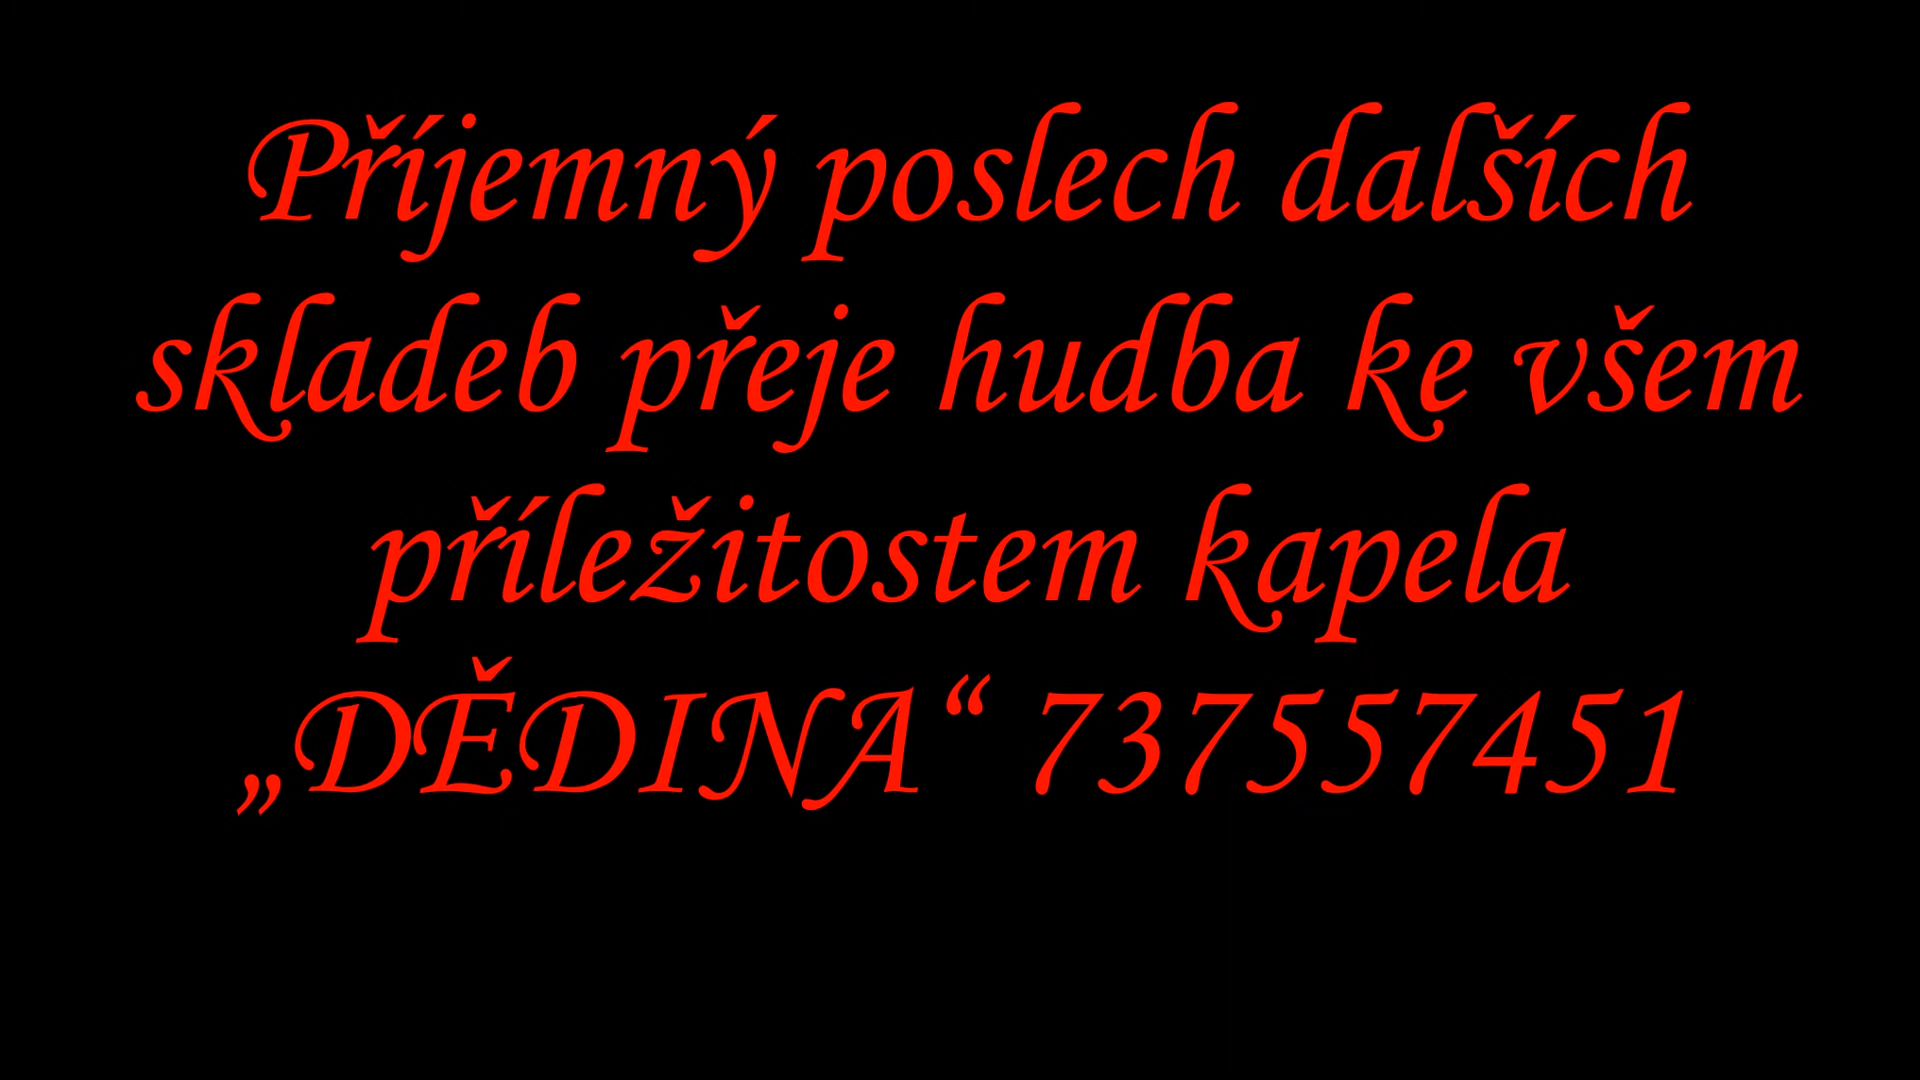 Příjemný poslech dalších
skladeb přeje hudba ke všem
příležitostem kapela
„DĚDINA“ 737557451